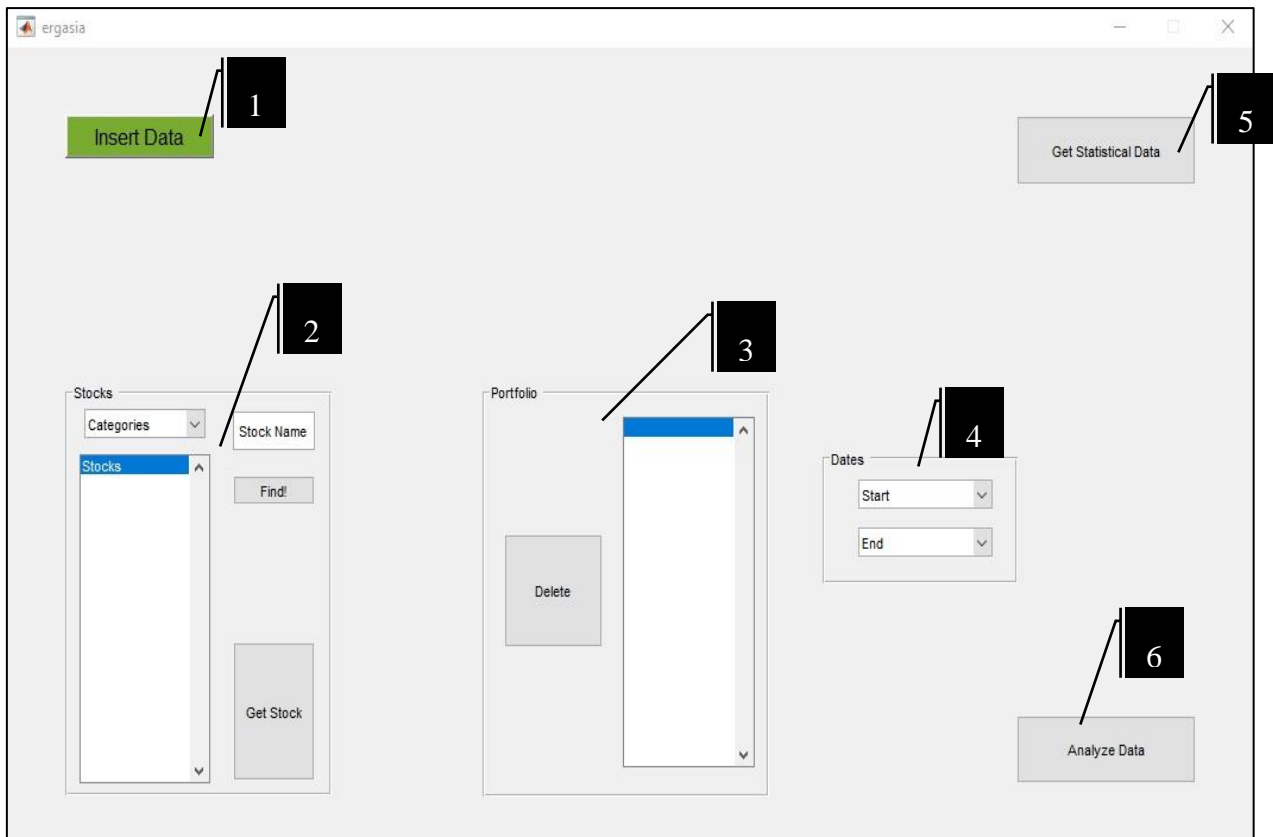 ergasia
1
Insert Data
5
Get Statistical Data
2
3
Stocks
Categories
Stock Name
Stocks
Find!
Get Stock
Portfolio
Delete
4
Dates
Start
End
6
Analyze Data